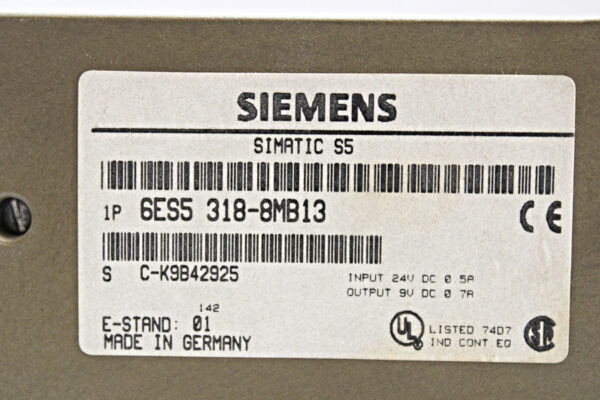 SIEMENS
SIMATIC S5
1P 6ES5 318-8MB13
CE
S C-K9B42925
INPUT 24V DC 0.5A
OUTPUT 9V DC 0.7A
142
E-STAND: 01
MADE IN GERMANY
UL
LISTED 74D7
IND CONT EQ
SA